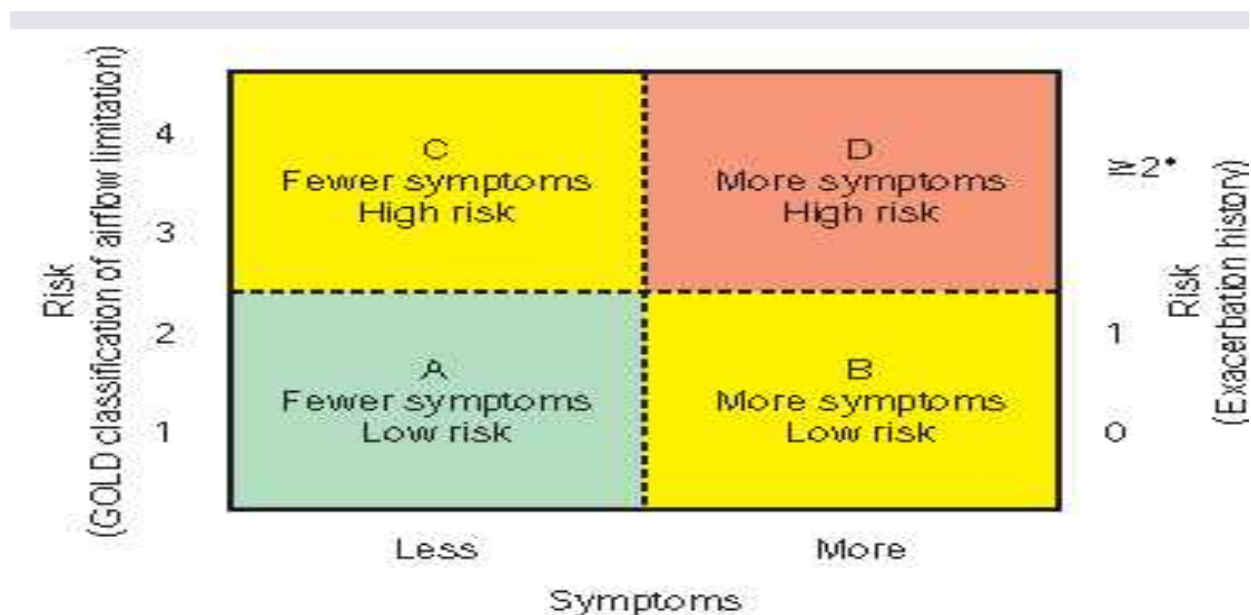 Risk
(GOLD classification of airflow limitation)
4
3
2
1
C
Fewer symptoms
High risk
D
More symptoms
High risk
A
Fewer symptoms
Low risk
B
More symptoms
Low risk
≥2*
1
0
Risk
(Exacerbation history)
Less
More
Symptoms